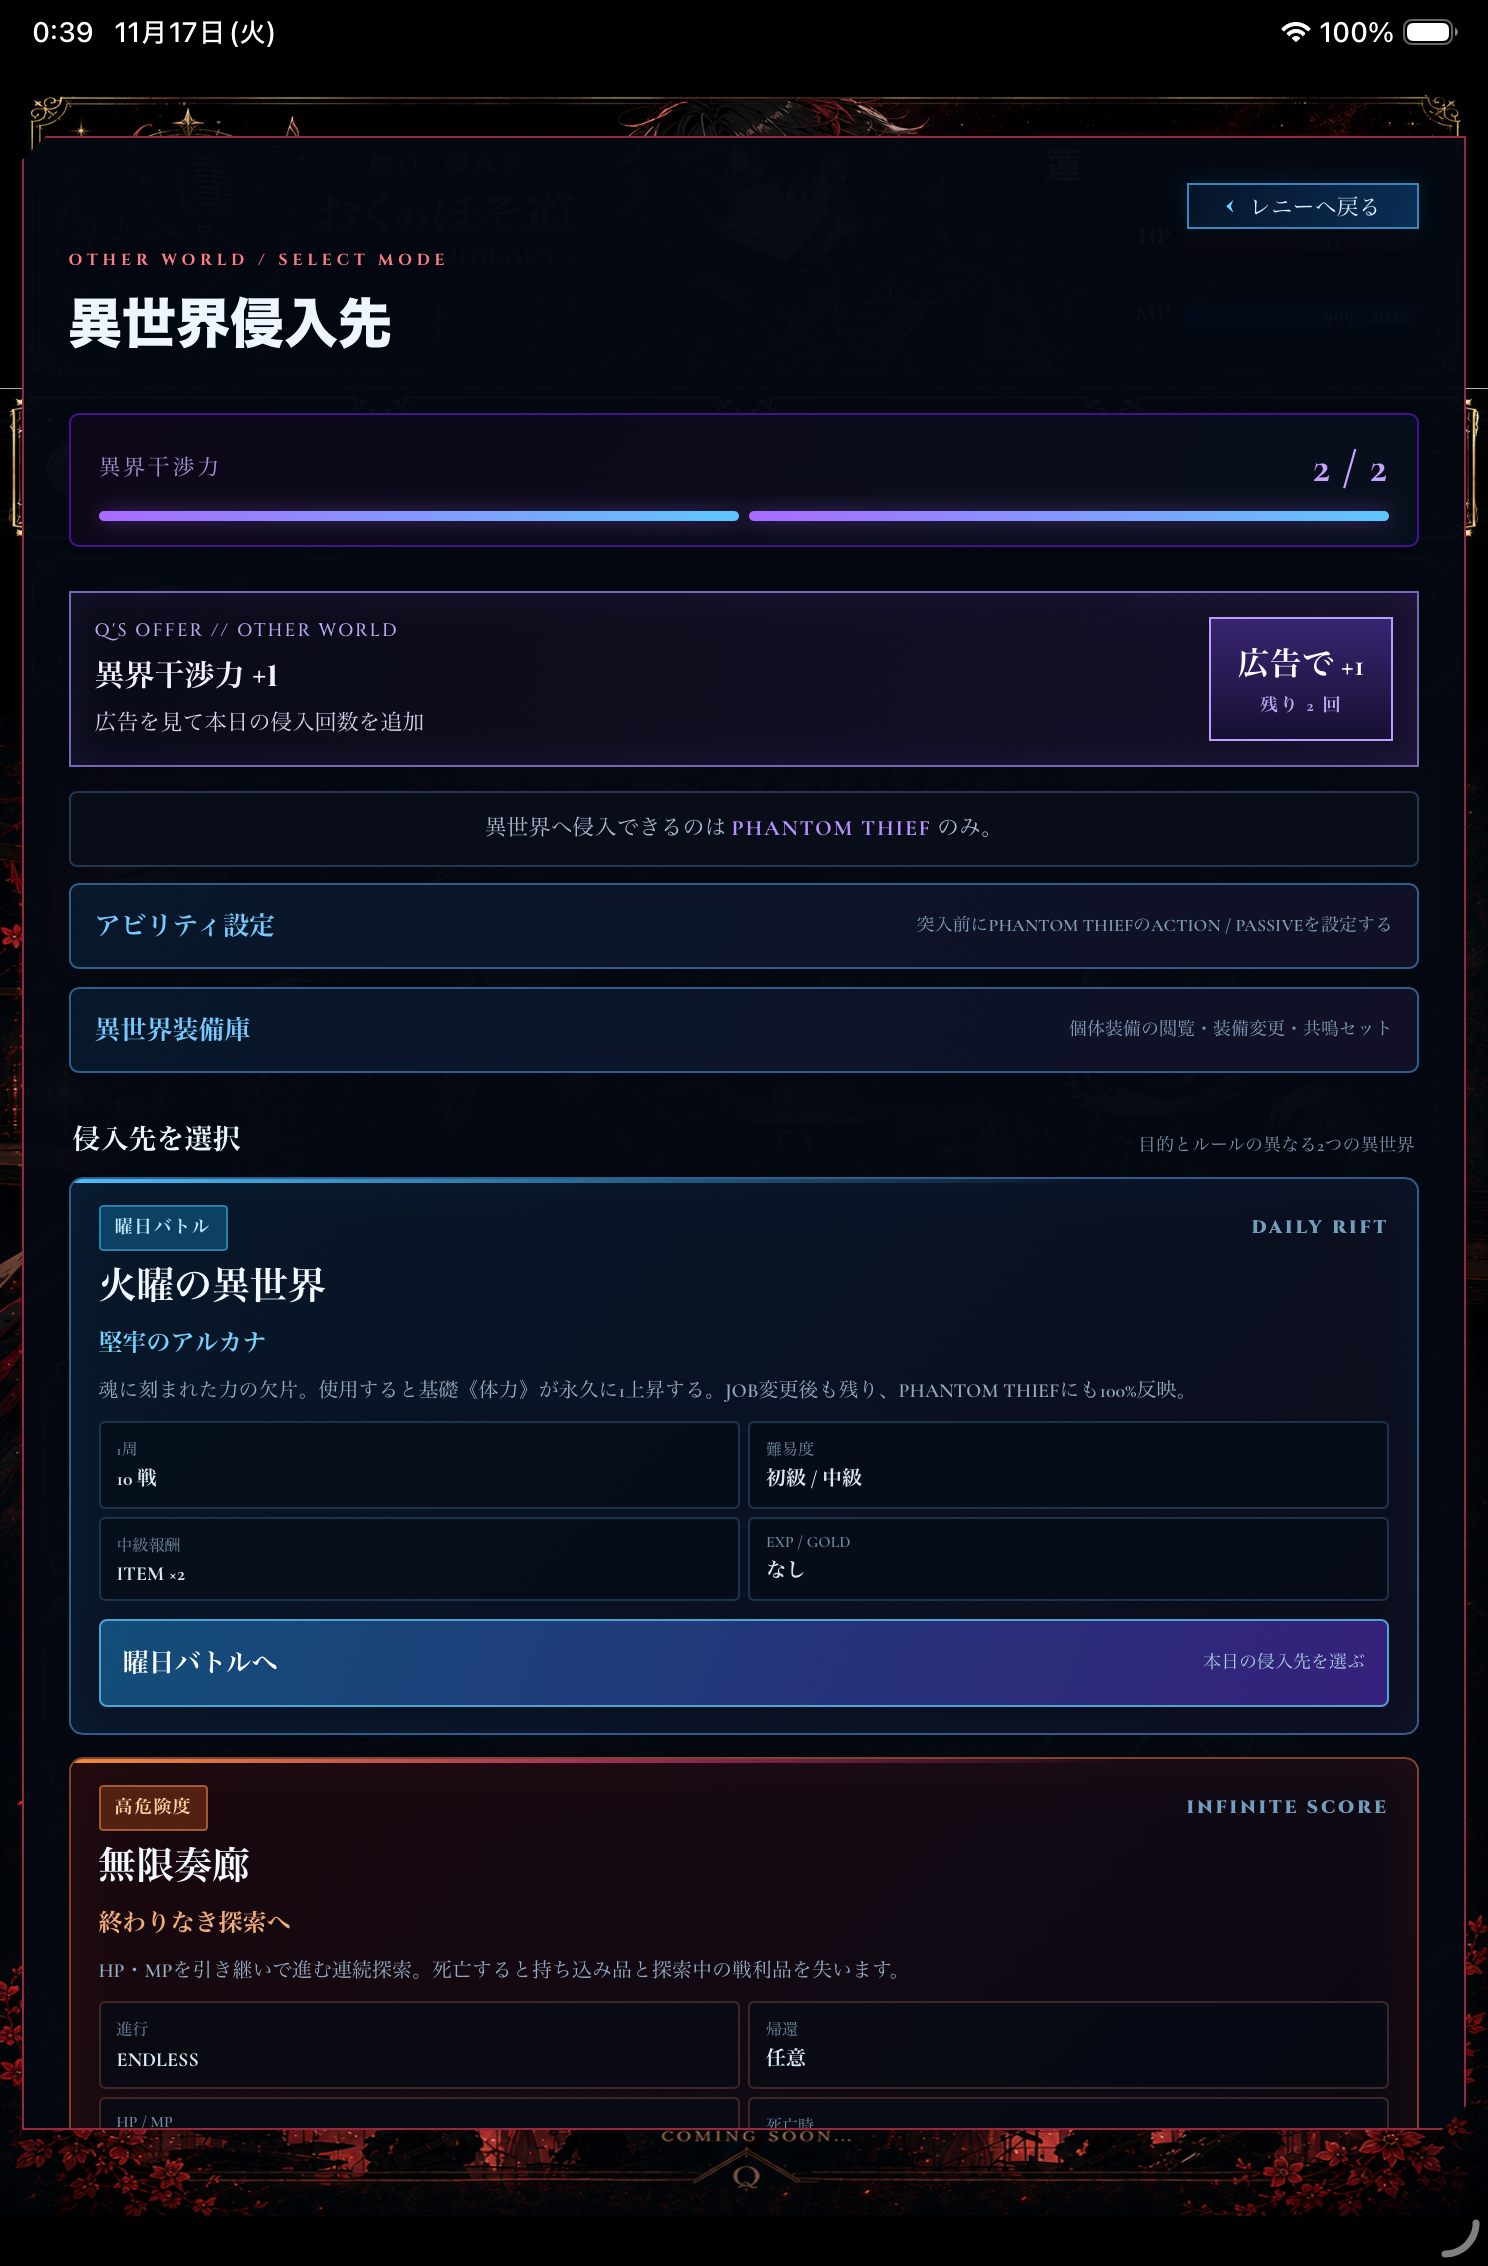 0:39 11月17日(火) 100%
レニーへ戻る
OTHER WORLD / SELECT MODE
異世界侵入先
異界干渉力 2 / 2
Q'S OFFER // OTHER WORLD
異界干渉力 +1
広告を見て本日の侵入回数を追加
広告で +1
残り 2 回
異世界へ侵入できるのは PHANTOM THIEF のみ。
アビリティ設定 突入前にPHANTOM THIEFのACTION / PASSIVEを設定する
異世界装備庫 個体装備の閲覧・装備変更・共鳴セット
侵入先を選択 目的とルールの異なる2つの異世界
曜日バトル DAILY RIFT
火曜の異世界
堅牢のアルカナ
魂に刻まれた力の欠片。使用すると基礎《体力》が永久に1上昇する。JOB変更後も残り、PHANTOM THIEFにも100%反映。
1周
10 戦
難易度
初級 / 中級
中級報酬
ITEM ×2
EXP / GOLD
なし
曜日バトルへ 本日の侵入先を選ぶ
高危険度 INFINITE SCORE
無限奏廊
終わりなき探索へ
HP・MPを引き継いで進む連続探索。死亡すると持ち込み品と探索中の戦利品を失います。
進行
ENDLESS
帰還
任意
HP / MP
死亡時
COMING SOON...
Q